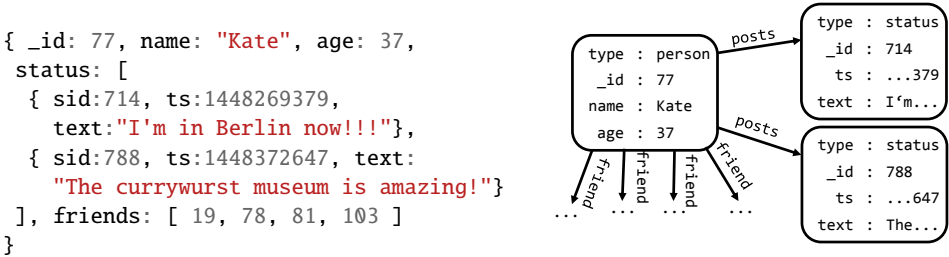 { _id: 77, name: "Kate", age: 37,
status: [
{ sid:714, ts:1448269379,
text:"I'm in Berlin now!!!"},
{ sid:788, ts:1448372647, text:
"The currywurst museum is amazing!"}
], friends: [ 19, 78, 81, 103 ]
}
type : person
_id : 77
name : Kate
age : 37
posts
posts
friend
friend
friend
friend
...
...
...
...
type : status
_id : 714
ts : ...379
text : I‘m...
type : status
_id : 788
ts : ...647
text : The...